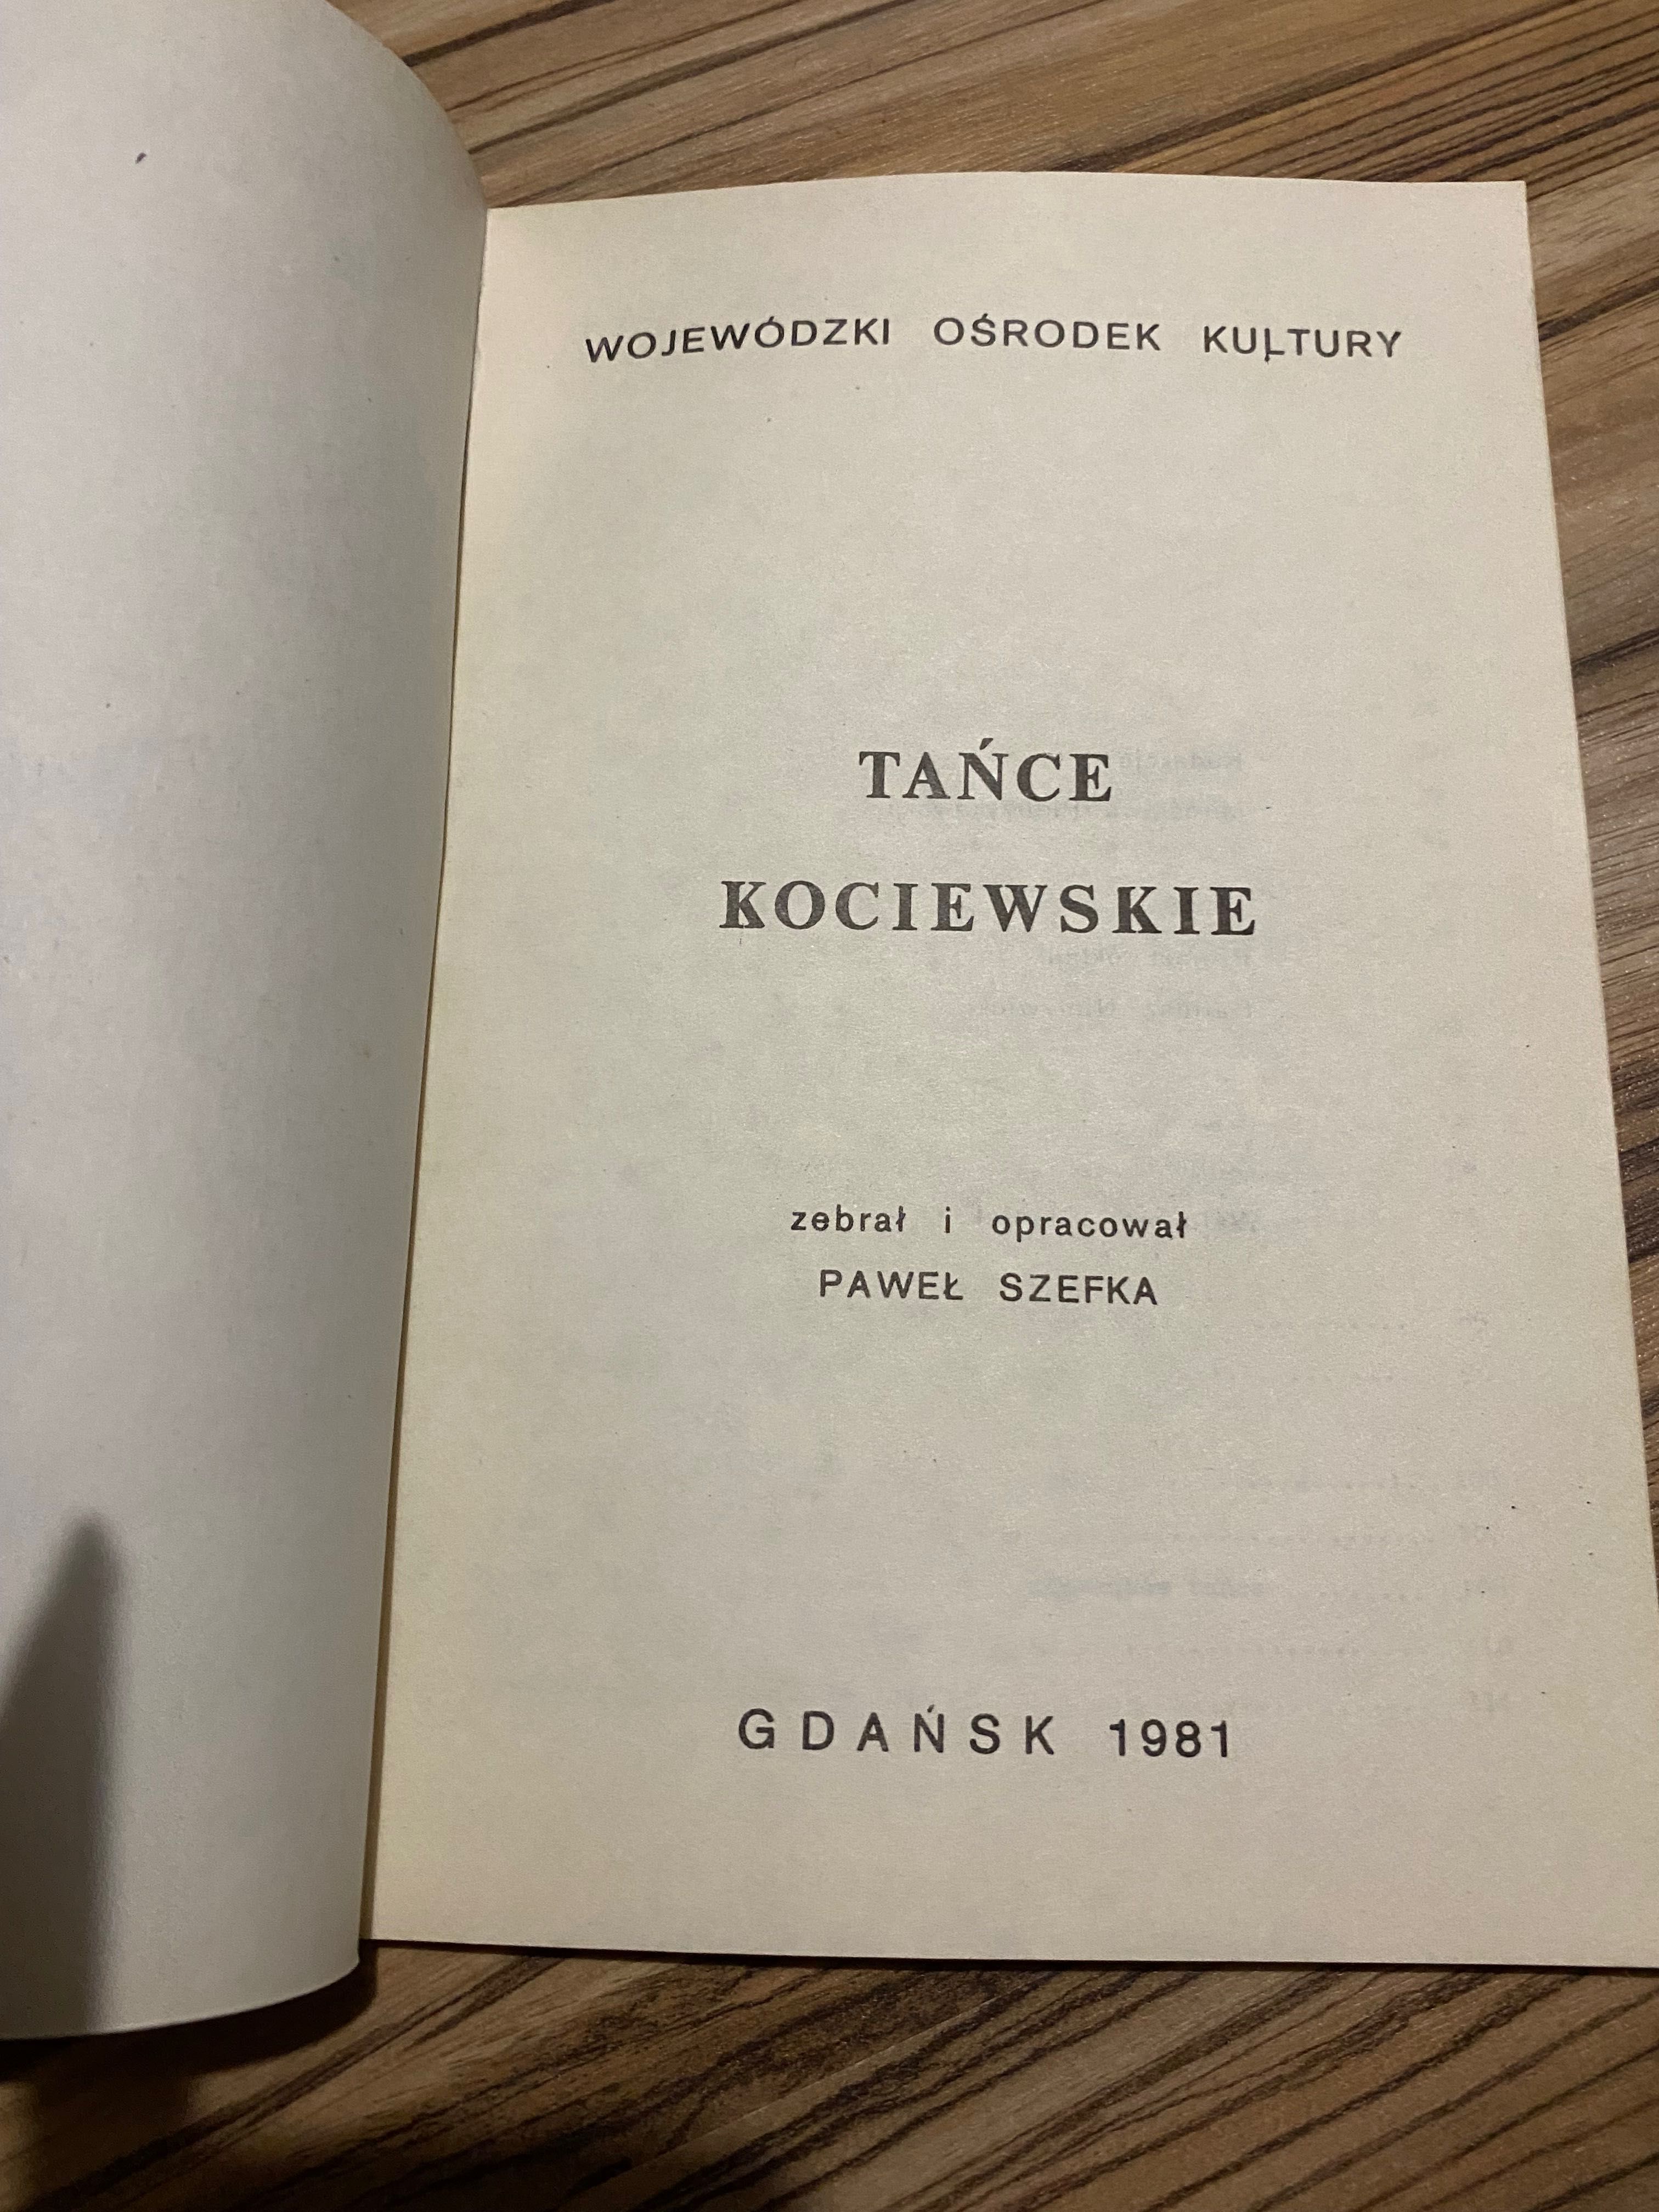 WOJEWÓDZKI OŚRODEK KULTURY
TAŃCE
KOCIEWSKIE
zebrał i opracował
PAWEŁ SZEFKA
GDAŃSK 1981